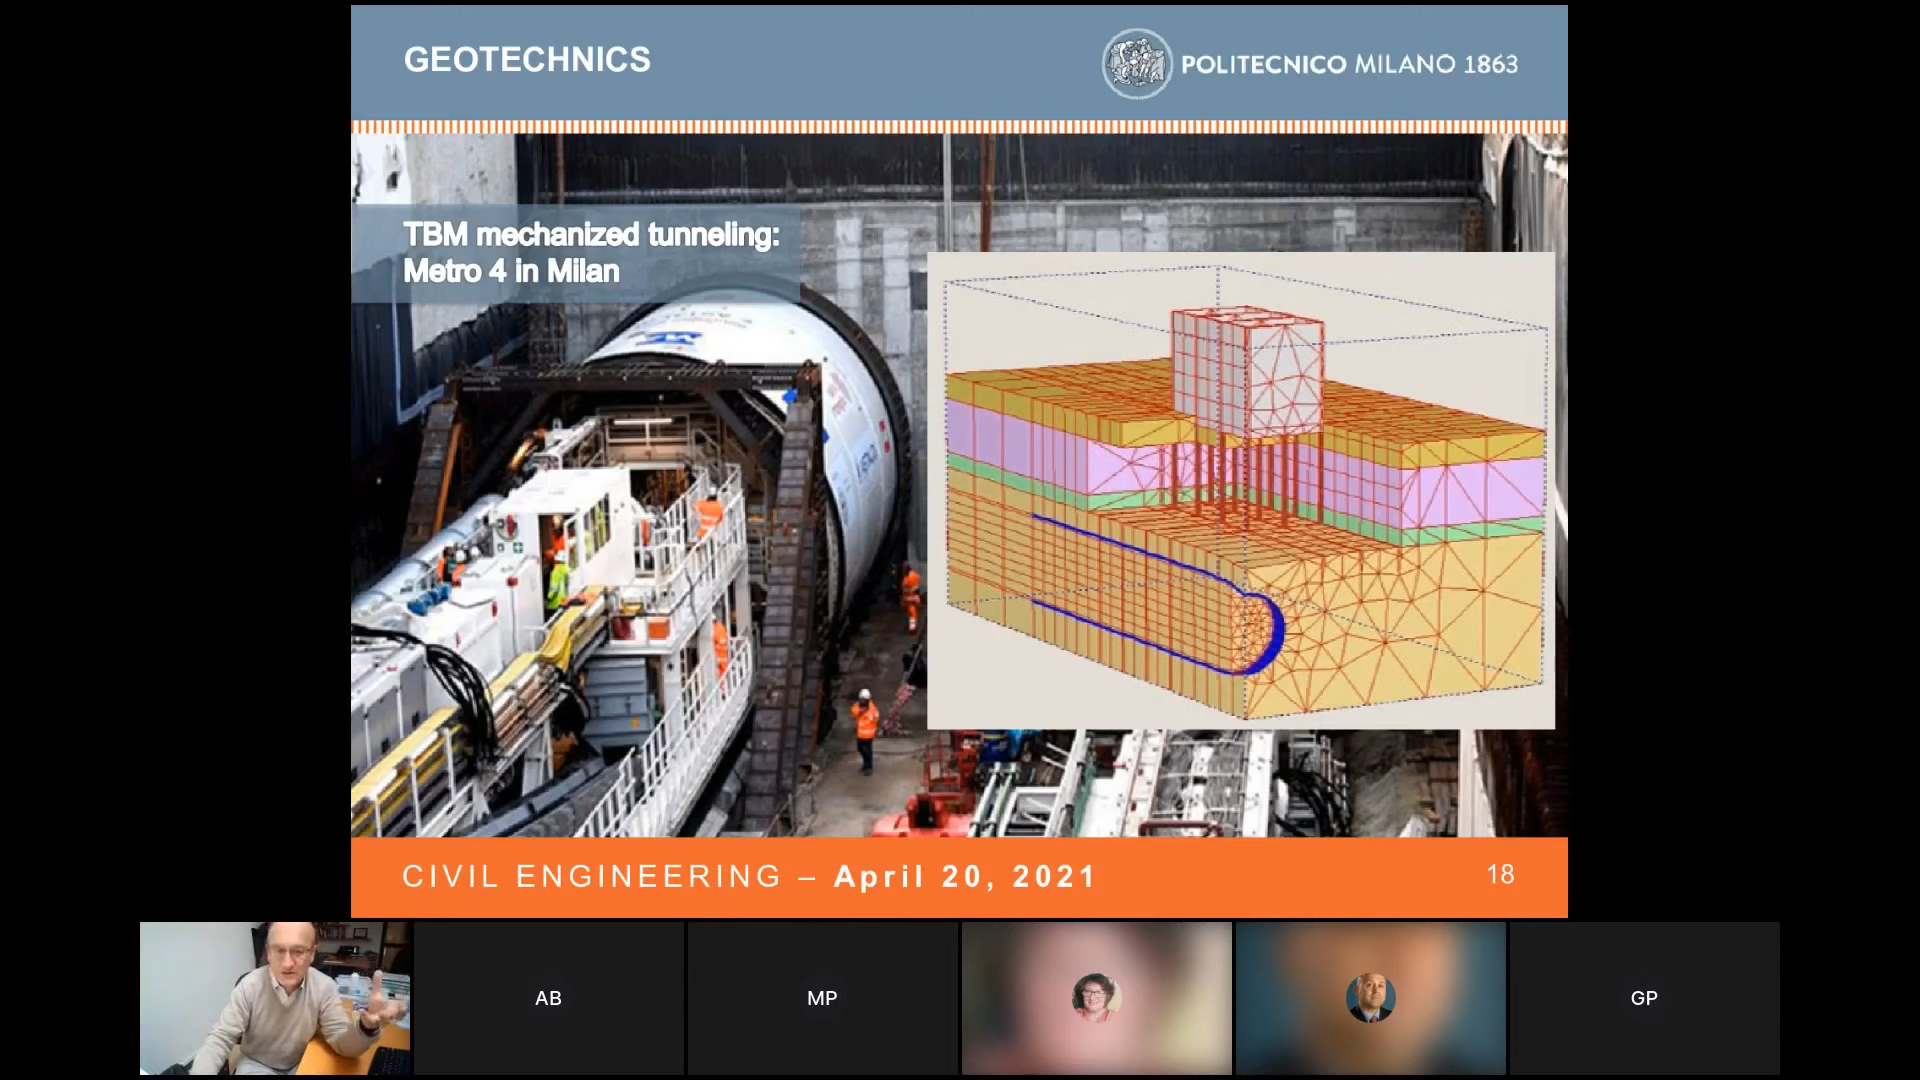 GEOTECHNICS
POLITECNICO MILANO 1863
TBM mechanized tunneling:
Metro 4 in Milan
CIVIL ENGINEERING – April 20, 2021
18
AB
MP
GP